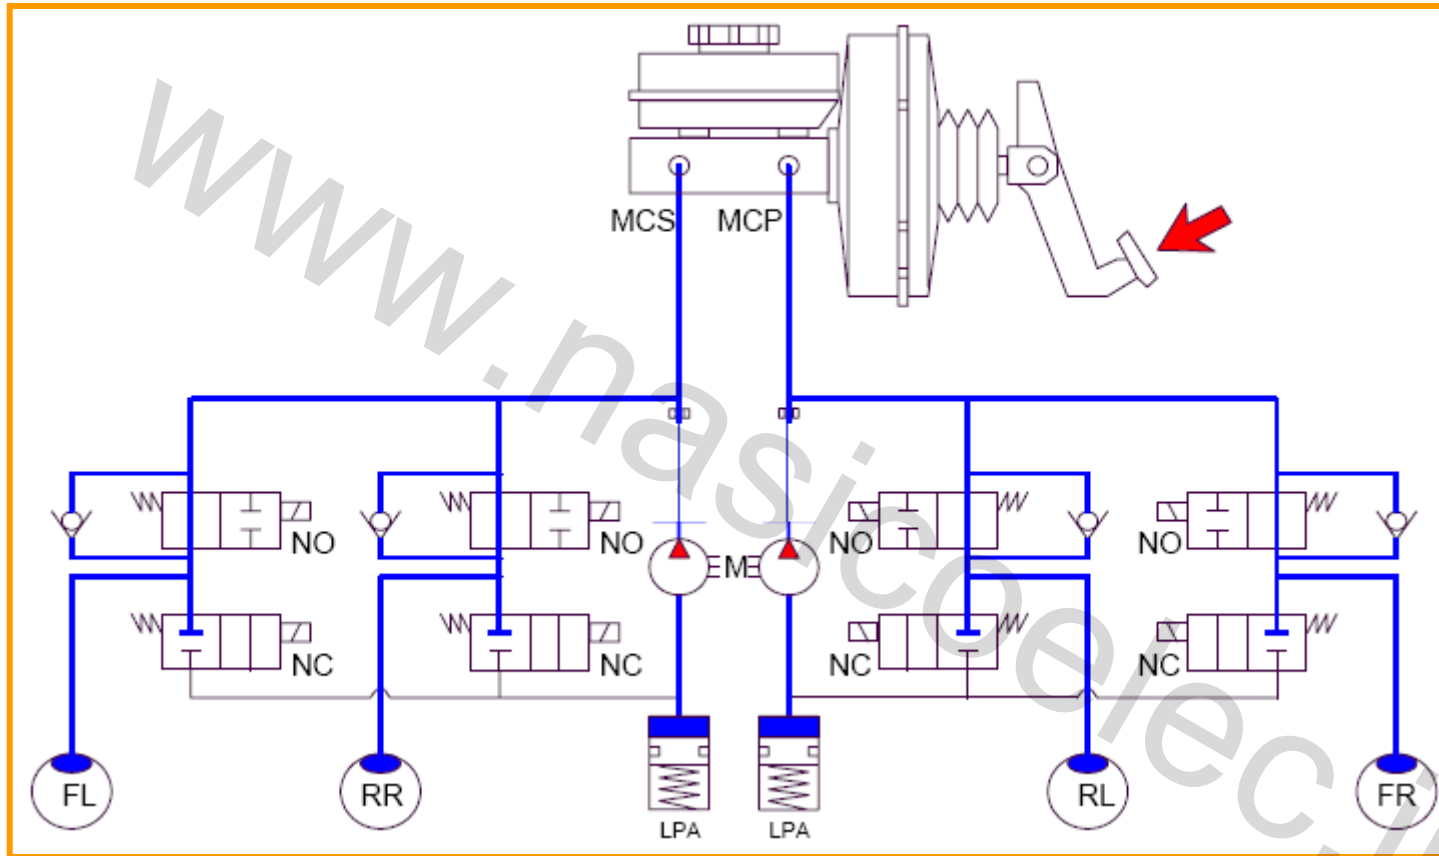 MCS MCP
NO NO M NO NO
NC NC NC NC
FL RR RL FR
LPA LPA
www.nasicoelec.i